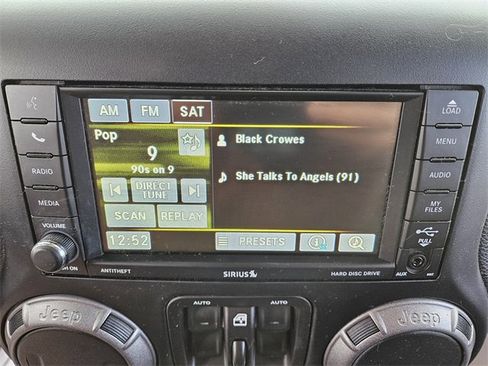 AM FM SAT
LOAD
Pop
9
90s on 9
Black Crowes
MENU
RADIO
DIRECT
TUNE
She Talks To Angels (91)
AUDIO
MEDIA
SCAN REPLAY
MY
FILES
VOLUME
12:52
PRESETS
PULL
ANTITHEFT
SIRIUS
HARD DISC DRIVE
AUX
AUTO
AUTO
Jeep
Jeep